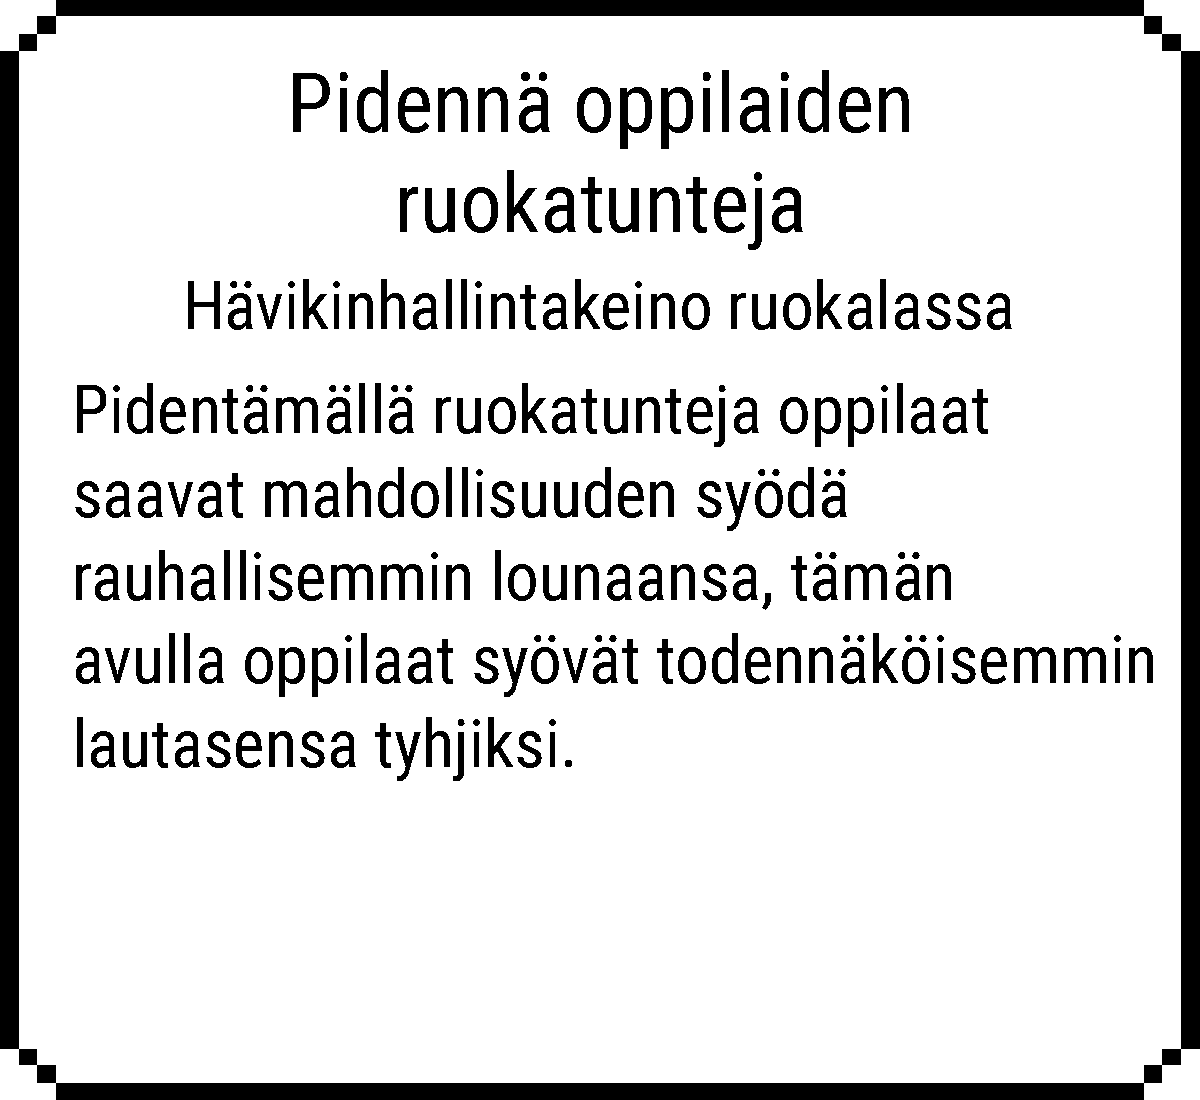 Pidennä oppilaiden
ruokatunteja
Hävikinhallintakeino ruokalassa
Pidentämällä ruokatunteja oppilaat
saavat mahdollisuuden syödä
rauhallisemmin lounaansa, tämän
avulla oppilaat syövät todennäköisemmin
lautasensa tyhjiksi.